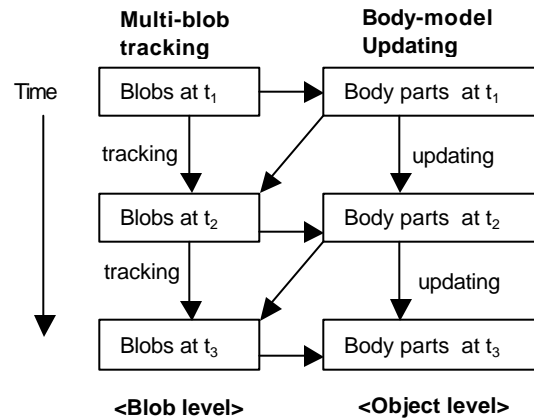 Multi-blob
tracking
Body-model
Updating
Time
Blobs at t1
Body parts at t1
tracking
updating
Blobs at t2
Body parts at t2
tracking
updating
Blobs at t3
Body parts at t3
<Blob level>
<Object level>